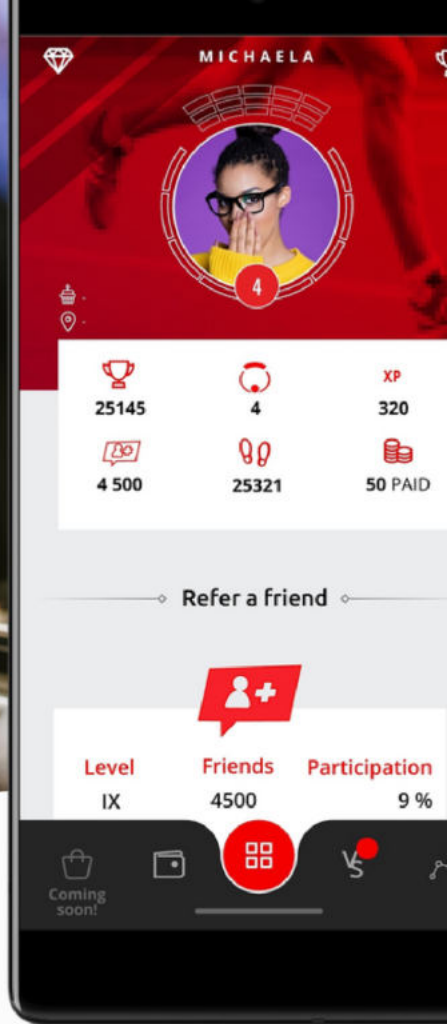 MICHAELA
4
XP
25145 4 320
4 500 25321 50 PAID
Refer a friend
Level Friends Participation
IX 4500 9 %
VS
Coming
soon!